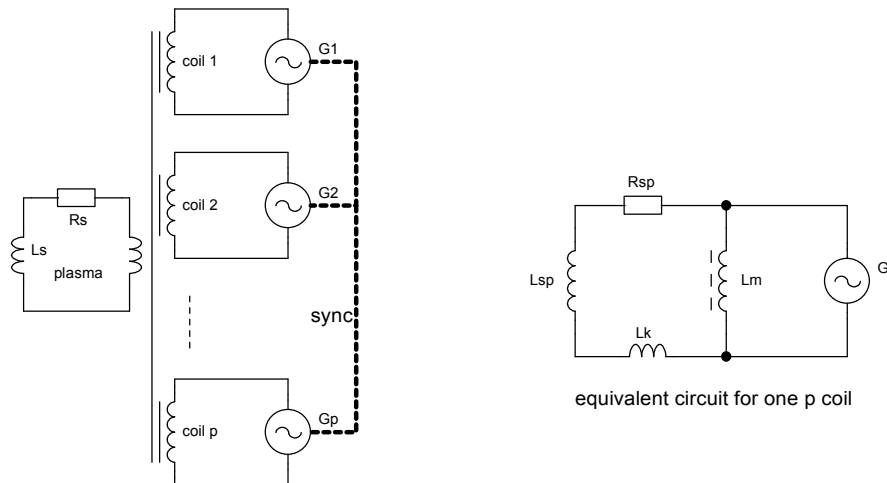 coil 1
G1
coil 2
G2
Rs
Ls
plasma
sync
coil p
Gp
Rsp
Lsp
Lm
G
Lk
equivalent circuit for one p coil